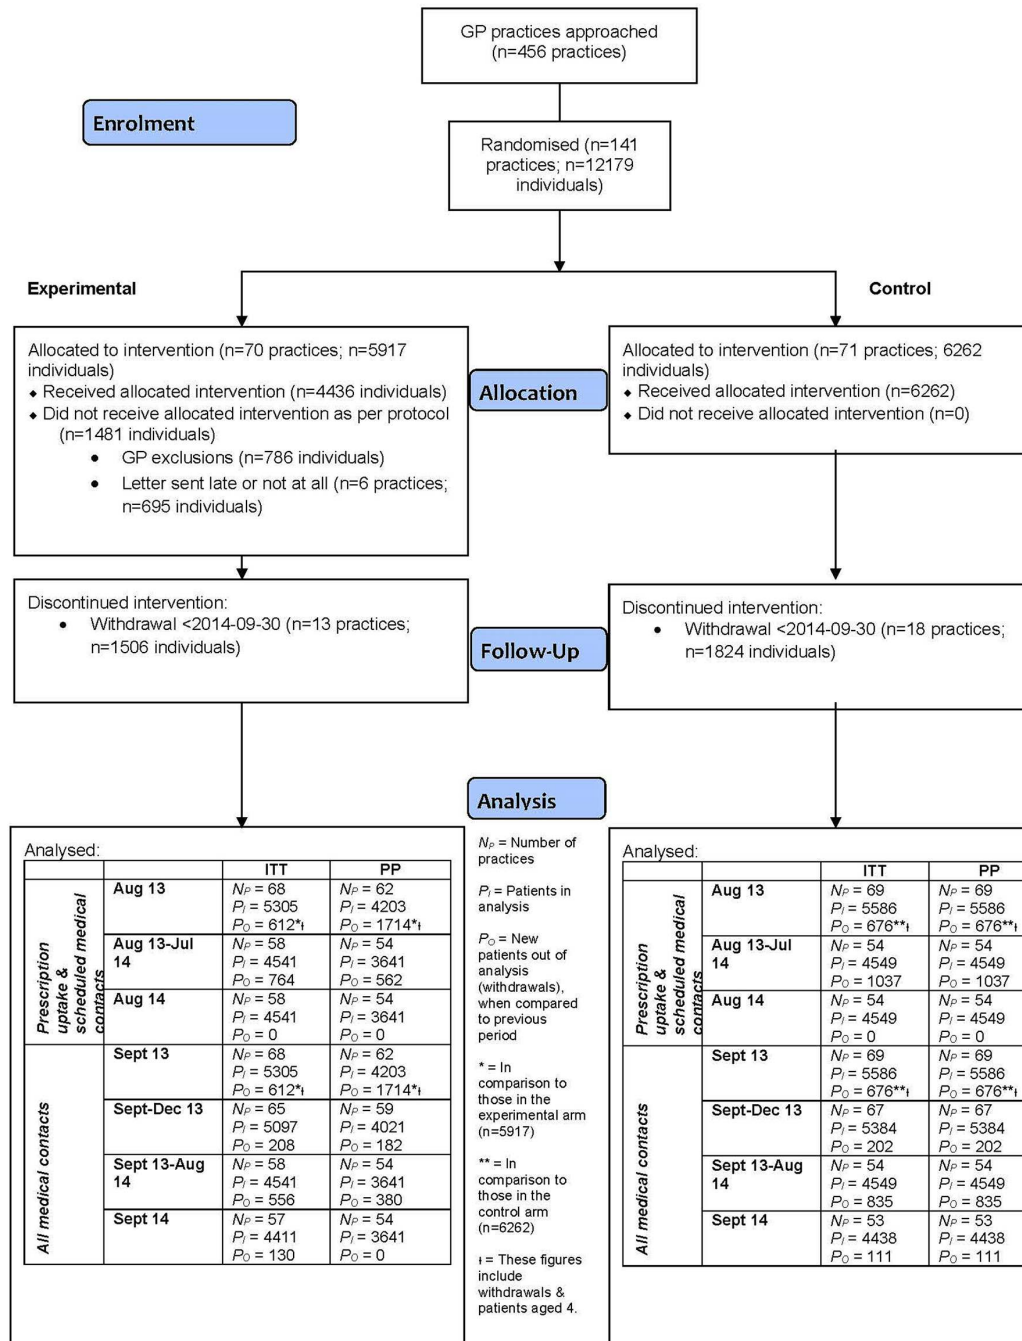 GP practices approached
(n=456 practices)
Enrolment
Randomised (n=141
practices; n=12179
individuals)
Experimental
Control
Allocated to intervention (n=70 practices; n=5917
individuals)
⬥ Received allocated intervention (n=4436 individuals)
⬥ Did not receive allocated intervention as per protocol
(n=1481 individuals)
• GP exclusions (n=786 individuals)
• Letter sent late or not at all (n=6 practices;
n=695 individuals)
Allocation
Allocated to intervention (n=71 practices; 6262
individuals)
⬥ Received allocated intervention (n=6262)
⬥ Did not receive allocated intervention (n=0)
Discontinued intervention:
• Withdrawal <2014-09-30 (n=13 practices;
n=1506 individuals)
Follow-Up
Discontinued intervention:
• Withdrawal <2014-09-30 (n=18 practices;
n=1824 individuals)
Analysis
Analysed:
ITT PP
Prescription
uptake &
scheduled medical
contacts
Aug 13
NP = 68 NP = 62
PI = 5305 PI = 4203
PO = 612*ƚ PO = 1714*ƚ
Aug 13-Jul
14
NP = 58 NP = 54
PI = 4541 PI = 3641
PO = 764 PO = 562
Aug 14
NP = 58 NP = 54
PI = 4541 PI = 3641
PO = 0 PO = 0
All medical contacts
Sept 13
NP = 68 NP = 62
PI = 5305 PI = 4203
PO = 612*ƚ PO = 1714*ƚ
Sept-Dec 13
NP = 65 NP = 59
PI = 5097 PI = 4021
PO = 208 PO = 182
Sept 13-Aug
14
NP = 58 NP = 54
PI = 4541 PI = 3641
PO = 556 PO = 380
Sept 14
NP = 57 NP = 54
PI = 4411 PI = 3641
PO = 130 PO = 0
NP = Number of
practices
PI = Patients in
analysis
PO = New
patients out of
analysis
(withdrawals),
when compared
to previous
period
* = In
comparison to
those in the
experimental arm
(n=5917)
** = In
comparison to
those in the
control arm
(n=6262)
ƚ = These figures
include
withdrawals &
patients aged 4.
Analysed:
ITT PP
Prescription
uptake &
scheduled medical
contacts
Aug 13
NP = 69 NP = 69
PI = 5586 PI = 5586
PO = 676**ƚ PO = 676**ƚ
Aug 13-Jul
14
NP = 54 NP = 54
PI = 4549 PI = 4549
PO = 1037 PO = 1037
Aug 14
NP = 54 NP = 54
PI = 4549 PI = 4549
PO = 0 PO = 0
All medical contacts
Sept 13
NP = 69 NP = 69
PI = 5586 PI = 5586
PO = 676**ƚ PO = 676**ƚ
Sept-Dec 13
NP = 67 NP = 67
PI = 5384 PI = 5384
PO = 202 PO = 202
Sept 13-Aug
14
NP = 54 NP = 54
PI = 4549 PI = 4549
PO = 835 PO = 835
Sept 14
NP = 53 NP = 53
PI = 4438 PI = 4438
PO = 111 PO = 111